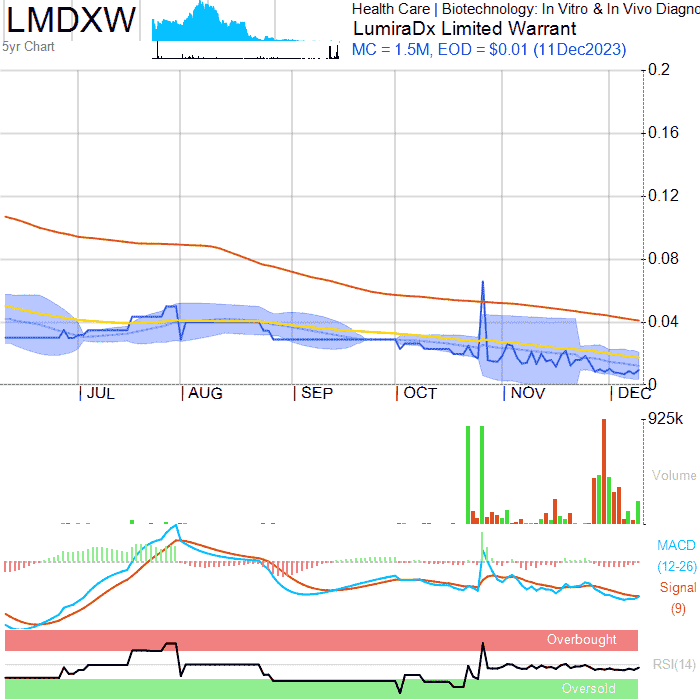 LMDXW
5yr Chart
Health Care | Biotechnology: In Vitro & In Vivo Diagno
LumiraDx Limited Warrant
MC = 1.5M, EOD = $0.01 (11Dec2023)
0.2
0.16
0.12
0.08
0.04
0
JUL AUG SEP OCT NOV DEC
925k
Volume
MACD
(12-26)
Signal
(9)
Overbought
RSI(14)
Oversold